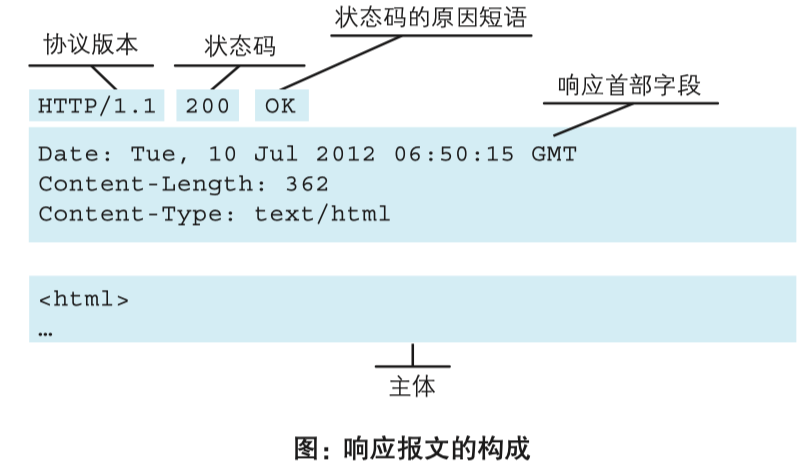 状态码的原因短语
协议版本
状态码
响应首部字段
HTTP/1.1 200 OK
Date: Tue, 10 Jul 2012 06:50:15 GMT
Content-Length: 362
Content-Type: text/html
<html>
…
主体
图：响应报文的构成